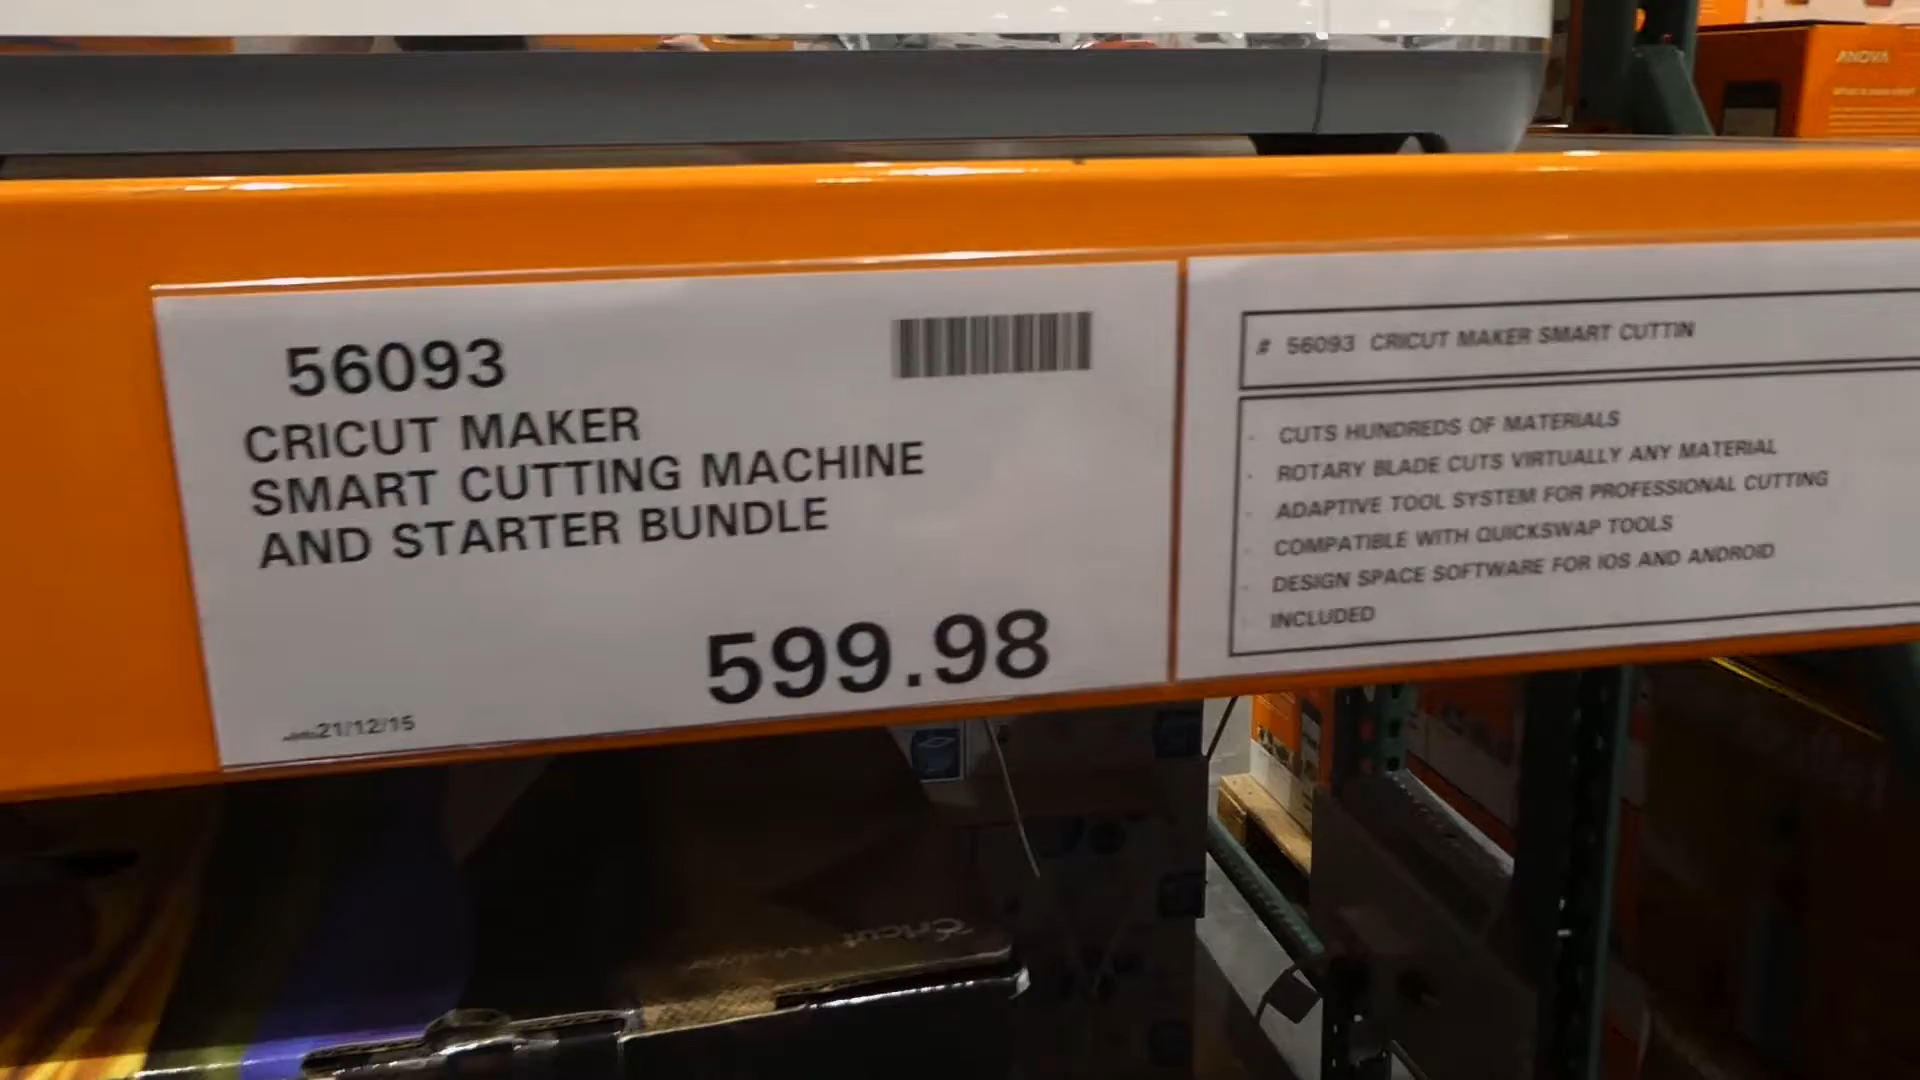 56093
CRICUT MAKER
SMART CUTTING MACHINE
AND STARTER BUNDLE
599.98
21/12/15
# 56093 CRICUT MAKER SMART CUTTIN
- CUTS HUNDREDS OF MATERIALS
- ROTARY BLADE CUTS VIRTUALLY ANY MATERIAL
- ADAPTIVE TOOL SYSTEM FOR PROFESSIONAL CUTTING
- COMPATIBLE WITH QUICKSWAP TOOLS
- DESIGN SPACE SOFTWARE FOR IOS AND ANDROID
- INCLUDED
ANOVA
Cricut Maker